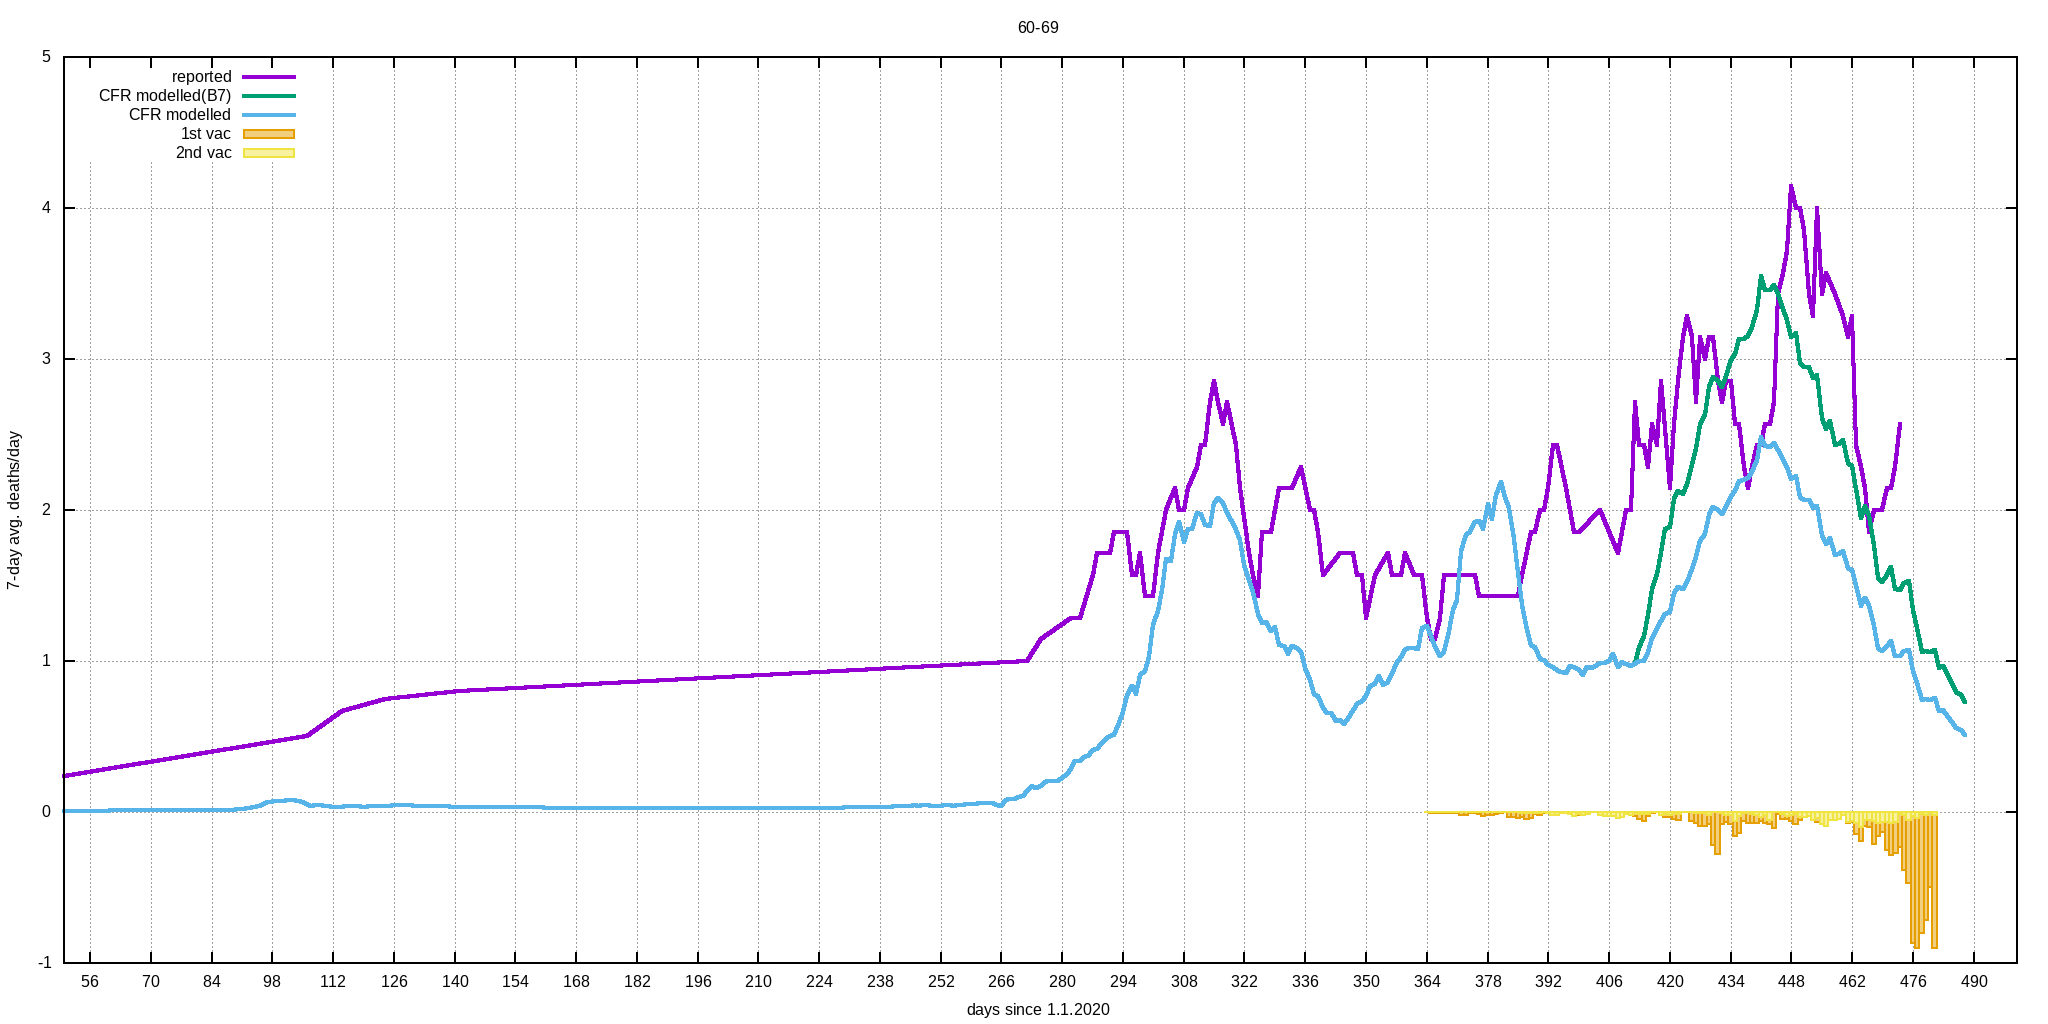 60-69
5
4
3
2
1
0
-1
7-day avg. deaths/day
reported
CFR modelled(B7)
CFR modelled
1st vac
2nd vac
56 70 84 98 112 126 140 154 168 182 196 210 224 238 252 266 280 294 308 322 336 350 364 378 392 406 420 434 448 462 476 490
days since 1.1.2020